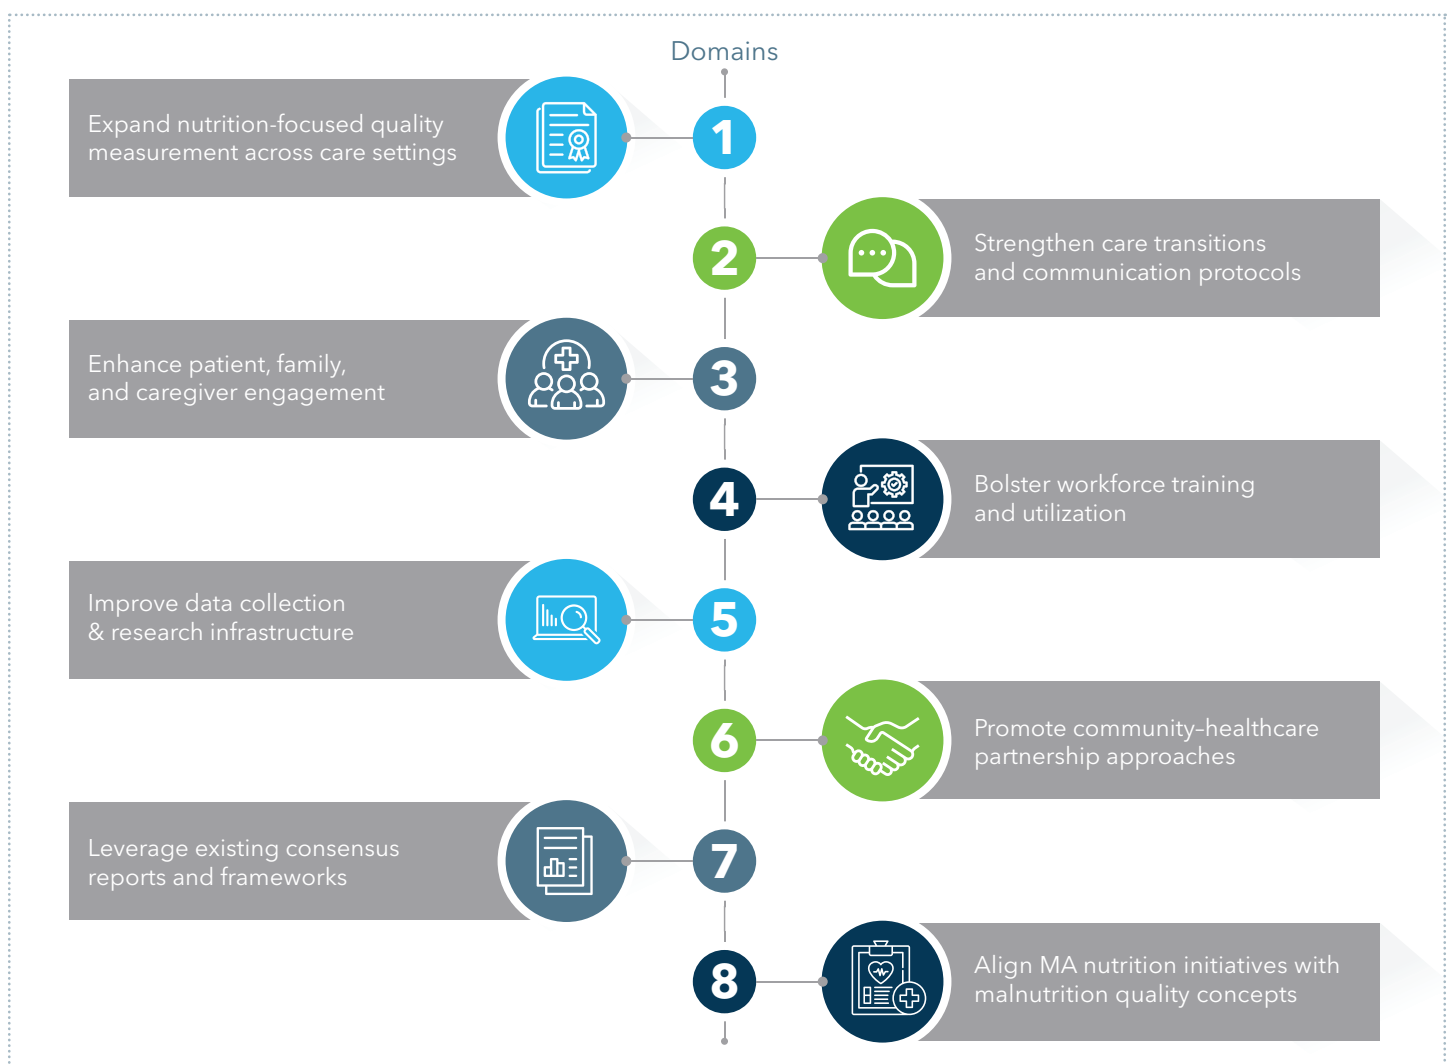 Domains
1
Expand nutrition-focused quality
measurement across care settings
2
Strengthen care transitions
and communication protocols
3
Enhance patient, family,
and caregiver engagement
4
Bolster workforce training
and utilization
5
Improve data collection
& research infrastructure
6
Promote community–healthcare
partnership approaches
7
Leverage existing consensus
reports and frameworks
8
Align MA nutrition initiatives with
malnutrition quality concepts